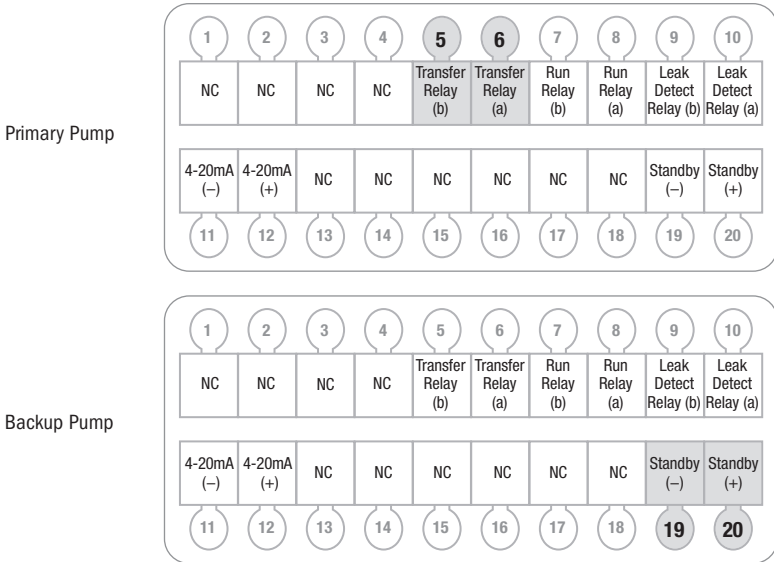 1 2 3 4 5 6 7 8 9 10
NC NC NC NC Transfer Relay (b) Transfer Relay (a) Run Relay (b) Run Relay (a) Leak Detect Relay (b) Leak Detect Relay (a)
Primary Pump
4-20mA (–) 4-20mA (+) NC NC NC NC NC NC Standby (–) Standby (+)
11 12 13 14 15 16 17 18 19 20
1 2 3 4 5 6 7 8 9 10
NC NC NC NC Transfer Relay (b) Transfer Relay (a) Run Relay (b) Run Relay (a) Leak Detect Relay (b) Leak Detect Relay (a)
Backup Pump
4-20mA (–) 4-20mA (+) NC NC NC NC NC NC Standby (–) Standby (+)
11 12 13 14 15 16 17 18 19 20